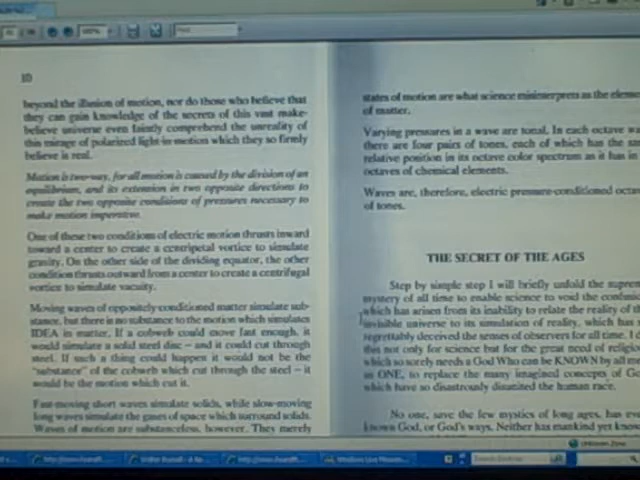 10
beyond the illusion of motion, nor do those who believe that
they can gain knowledge of the secrets of this vast make-
believe universe even faintly comprehend the unreality of
this mirage of polarized light-in-motion which they so firmly
believe is real.
Motion is two-way, for all motion is caused by the division of an
equilibrium, and its extension in two opposite directions to
create the two opposite conditions of pressures necessary to
make motion imperative.
One of these two conditions of electric motion thrusts inward
toward a center to create a centripetal vortice to simulate
gravity. On the other side of the dividing equator, the other
condition thrusts outward from a center to create a centrifugal
vortice to simulate vacuity.
Moving waves of oppositely conditioned matter simulate sub-
stance, but there is no substance to the motion which simulates
IDEA in matter. If a cobweb could move fast enough, it
would simulate a solid steel disc – and it could cut through
steel. If such a thing could happen it would not be the
"substance" of the cobweb which cut through the steel – it
would be the motion which cut it.
Fast-moving short waves simulate solids, while slow-moving
long waves simulate the gases of space which surround solids.
Waves of motion are substanceless, however. They merely
states of motion are what science misinterprets as the eleme
of matter.
Varying pressures in a wave are tonal. In each octave
there are four pairs of tones, each of which has the sa
relative position in its octave color spectrum as it has in
octaves of chemical elements.
Waves are, therefore, electric pressure-conditioned oct
of tones.
THE SECRET OF THE AGES
Step by simple step I will briefly unfold the suprem
mystery of all time to enable science to void the confus
which has arisen from its inability to relate the reality of th
invisible universe to its simulation of reality, which has
regrettably deceived the senses of observers for all time. I
this not only for science but for the great need of religio
which so sorely needs a God Who can be KNOWN by all m
as ONE, to replace the many imagined concepts of Go
which have so disastrously disunited the human race.
No one, save the few mystics of long ages, has ev
known God, or God's ways. Neither has mankind yet know
Unknown Zone
Walter Russell - A Ne...
Windows Live Messen...
Search Desktop